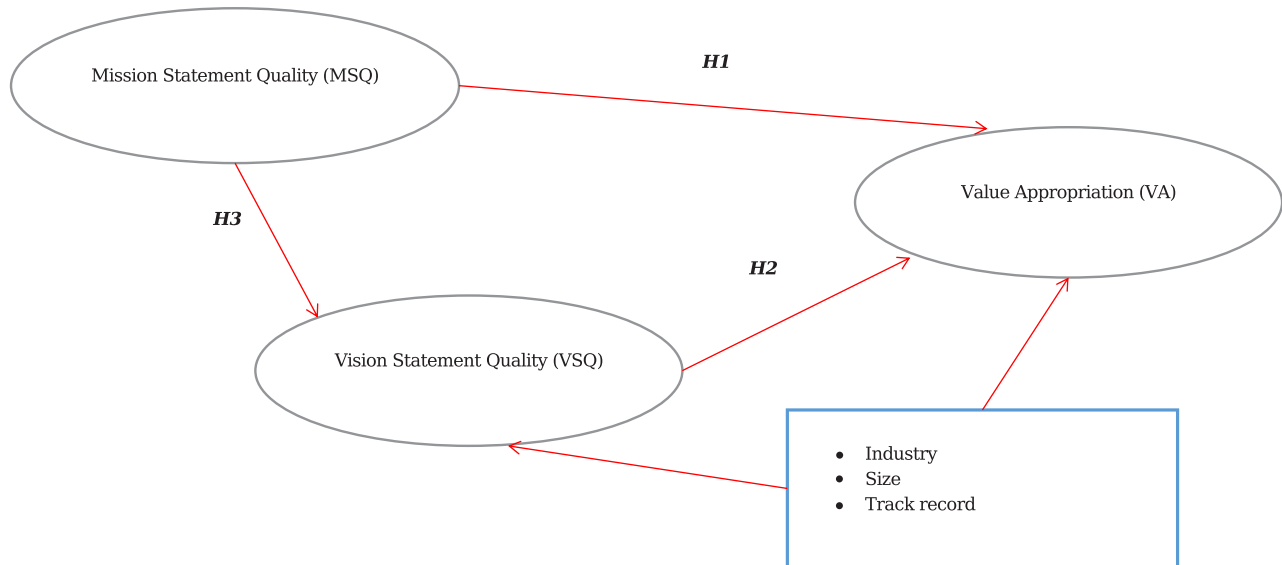 Mission Statement Quality (MSQ)
H1
Value Appropriation (VA)
H3
H2
Vision Statement Quality (VSQ)
• Industry
• Size
• Track record